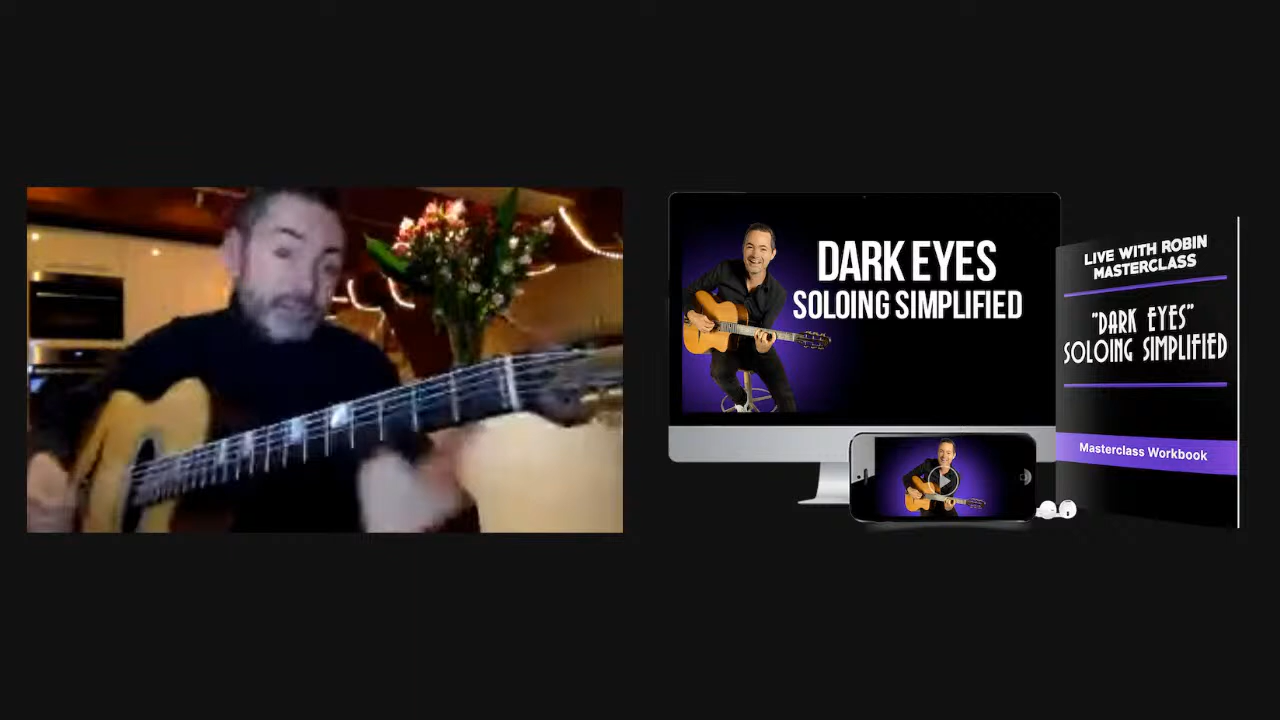 DARK EYES
SOLOING SIMPLIFIED
LIVE WITH ROBIN
MASTERCLASS
"DARK EYES"
SOLOING SIMPLIFIED
Masterclass Workbook